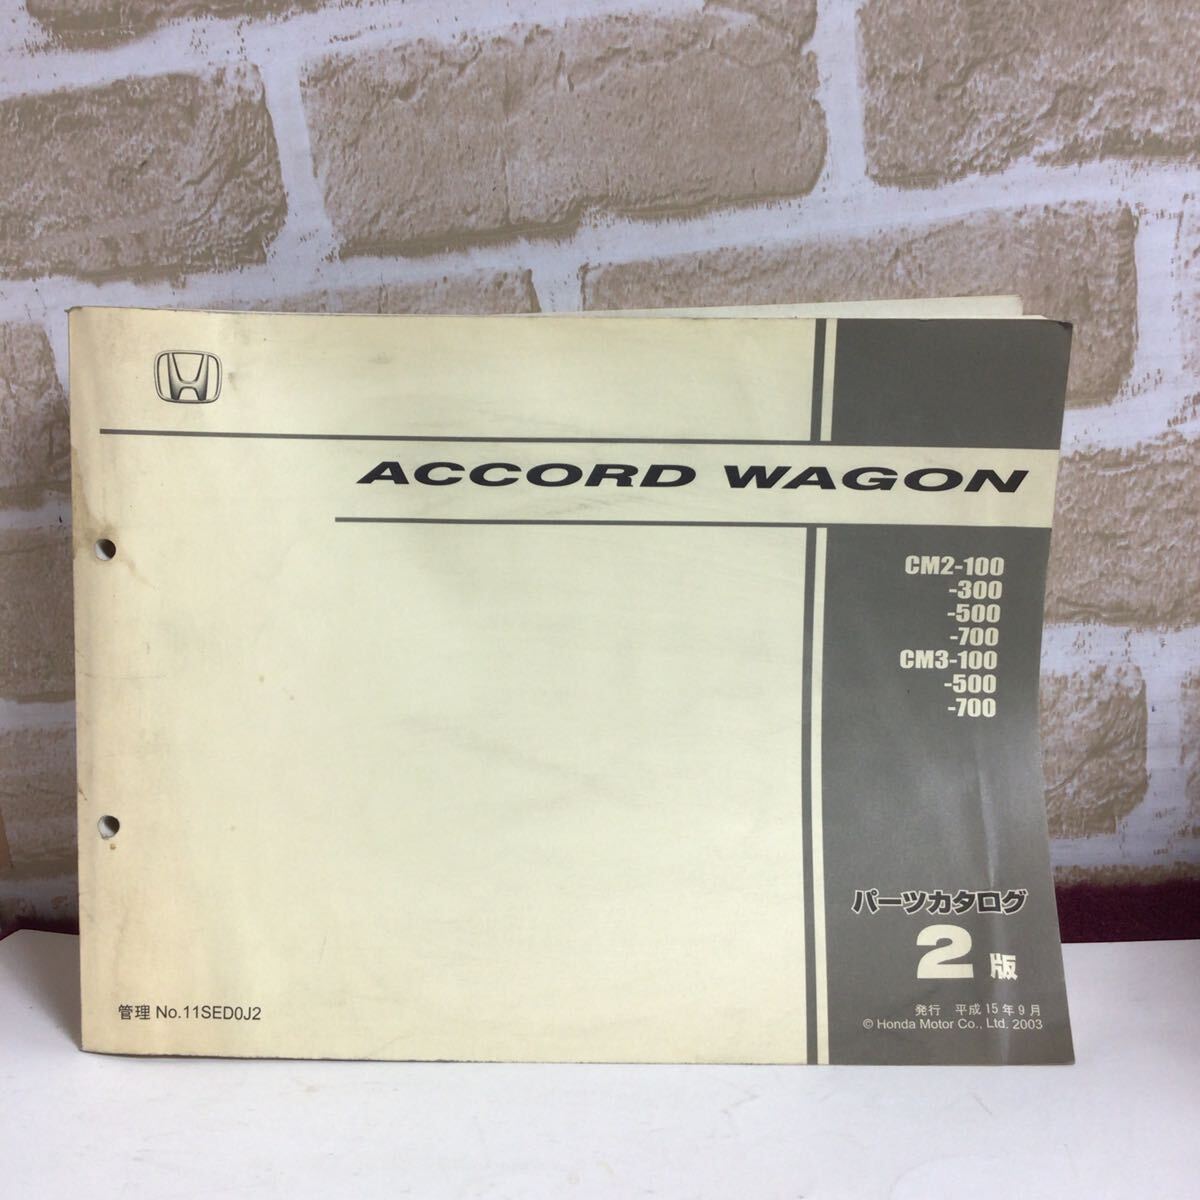 ACCORD WAGON
CM2-100
-300
-500
-700
CM3-100
-500
-700
パーツカタログ
2版
管理 No.11SED0J2
発行 平成15年9月
© Honda Motor Co., Ltd. 2003